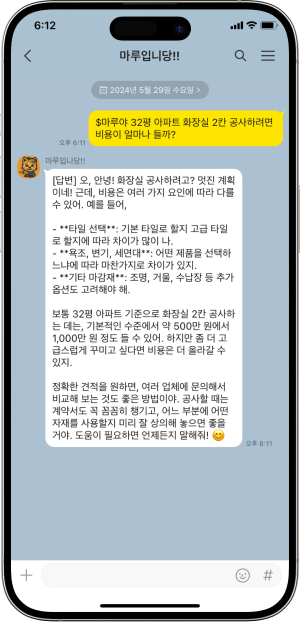 6:12
마루입니당!!
2024년 5월 29일 수요일 >
$마루야 32평 아파트 화장실 2칸 공사하려면
비용이 얼마나 들까?
오후 6:11
마루입니당!!
[답변] 오, 안녕! 화장실 공사하려고? 멋진 계획
이네! 근데, 비용은 여러 가지 요인에 따라 다를
수 있어. 예를 들어,
- **타일 선택**: 기본 타일로 할지 고급 타일
로 할지에 따라 차이가 많이 나.
- **욕조, 변기, 세면대**: 어떤 제품을 선택하
느냐에 따라 마찬가지로 차이가 있지.
- **기타 마감재**: 조명, 거울, 수납장 등 추가
옵션도 고려해야 해.
보통 32평 아파트 기준으로 화장실 2칸 공사하
는 데는, 기본적인 수준에서 약 500만 원에서
1,000만 원 정도 들 수 있어. 하지만 좀 더 고
급스럽게 꾸미고 싶다면 비용은 더 올라갈 수
있지.
정확한 견적을 원하면, 여러 업체에 문의해서
비교해 보는 것도 좋은 방법이야. 공사할 때는
계약서도 꼭 꼼꼼히 챙기고, 어느 부분에 어떤
자재를 사용할지 미리 잘 상의해 놓으면 좋을
거야. 도움이 필요하면 언제든지 말해줘! 😊
오후 6:11
#